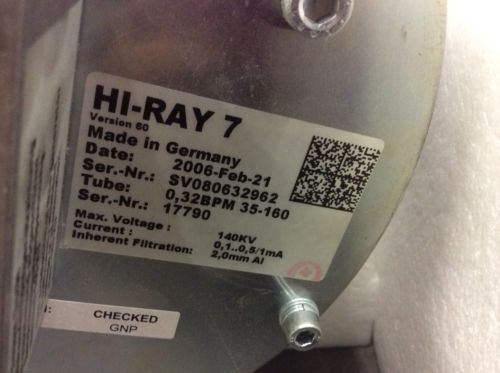 HI-RAY 7
Version 60
Made in Germany
Date: 2006-Feb-21
Ser.-Nr.: SV080632962
Tube: 0,32BPM 35-160
Ser.-Nr.: 17790
Max. Voltage : 140KV
Current : 0,1..0,5/1mA
Inherent Filtration: 2,0mm Al
CHECKED
GNP